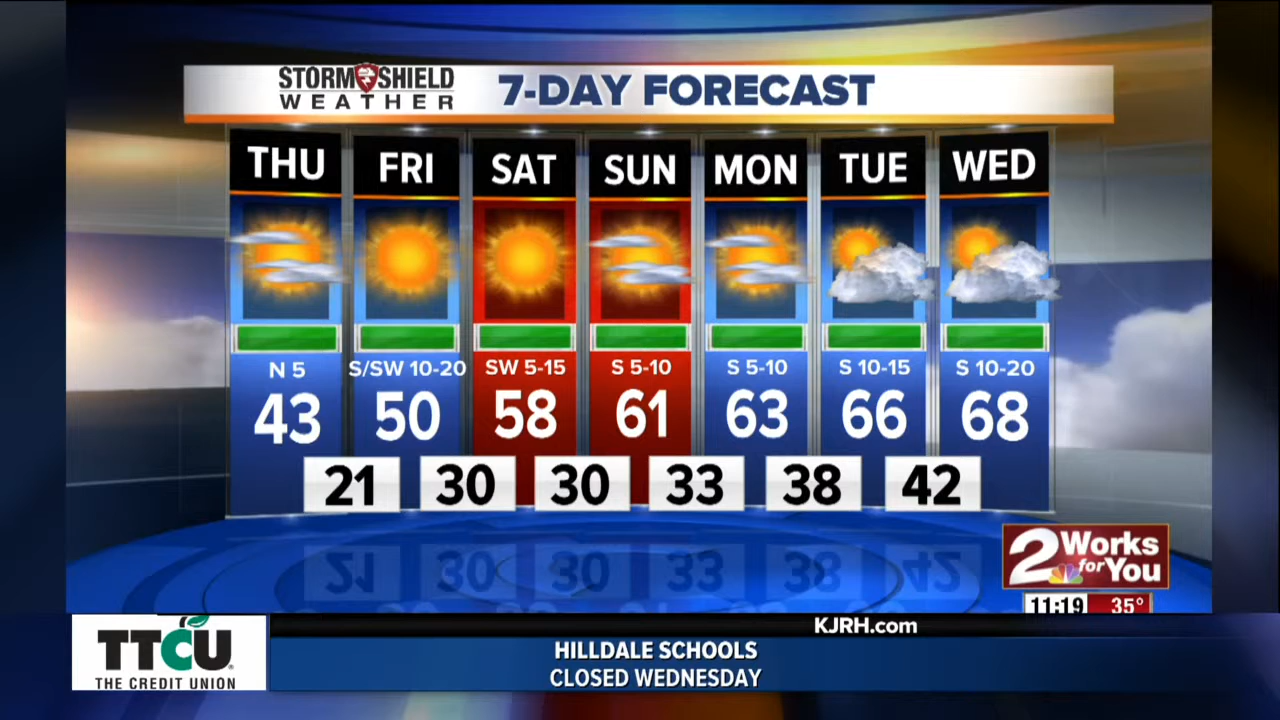 STORM SHIELD
WEATHER
7-DAY FORECAST
THU FRI SAT SUN MON TUE WED
N 5 S/SW 10-20 SW 5-15 S 5-10 S 5-10 S 10-15 S 10-20
43 50 58 61 63 66 68
21 30 30 33 38 42
2 Works for You
11:19 35°
KJRH.com
TTCU
THE CREDIT UNION
HILLDALE SCHOOLS
CLOSED WEDNESDAY